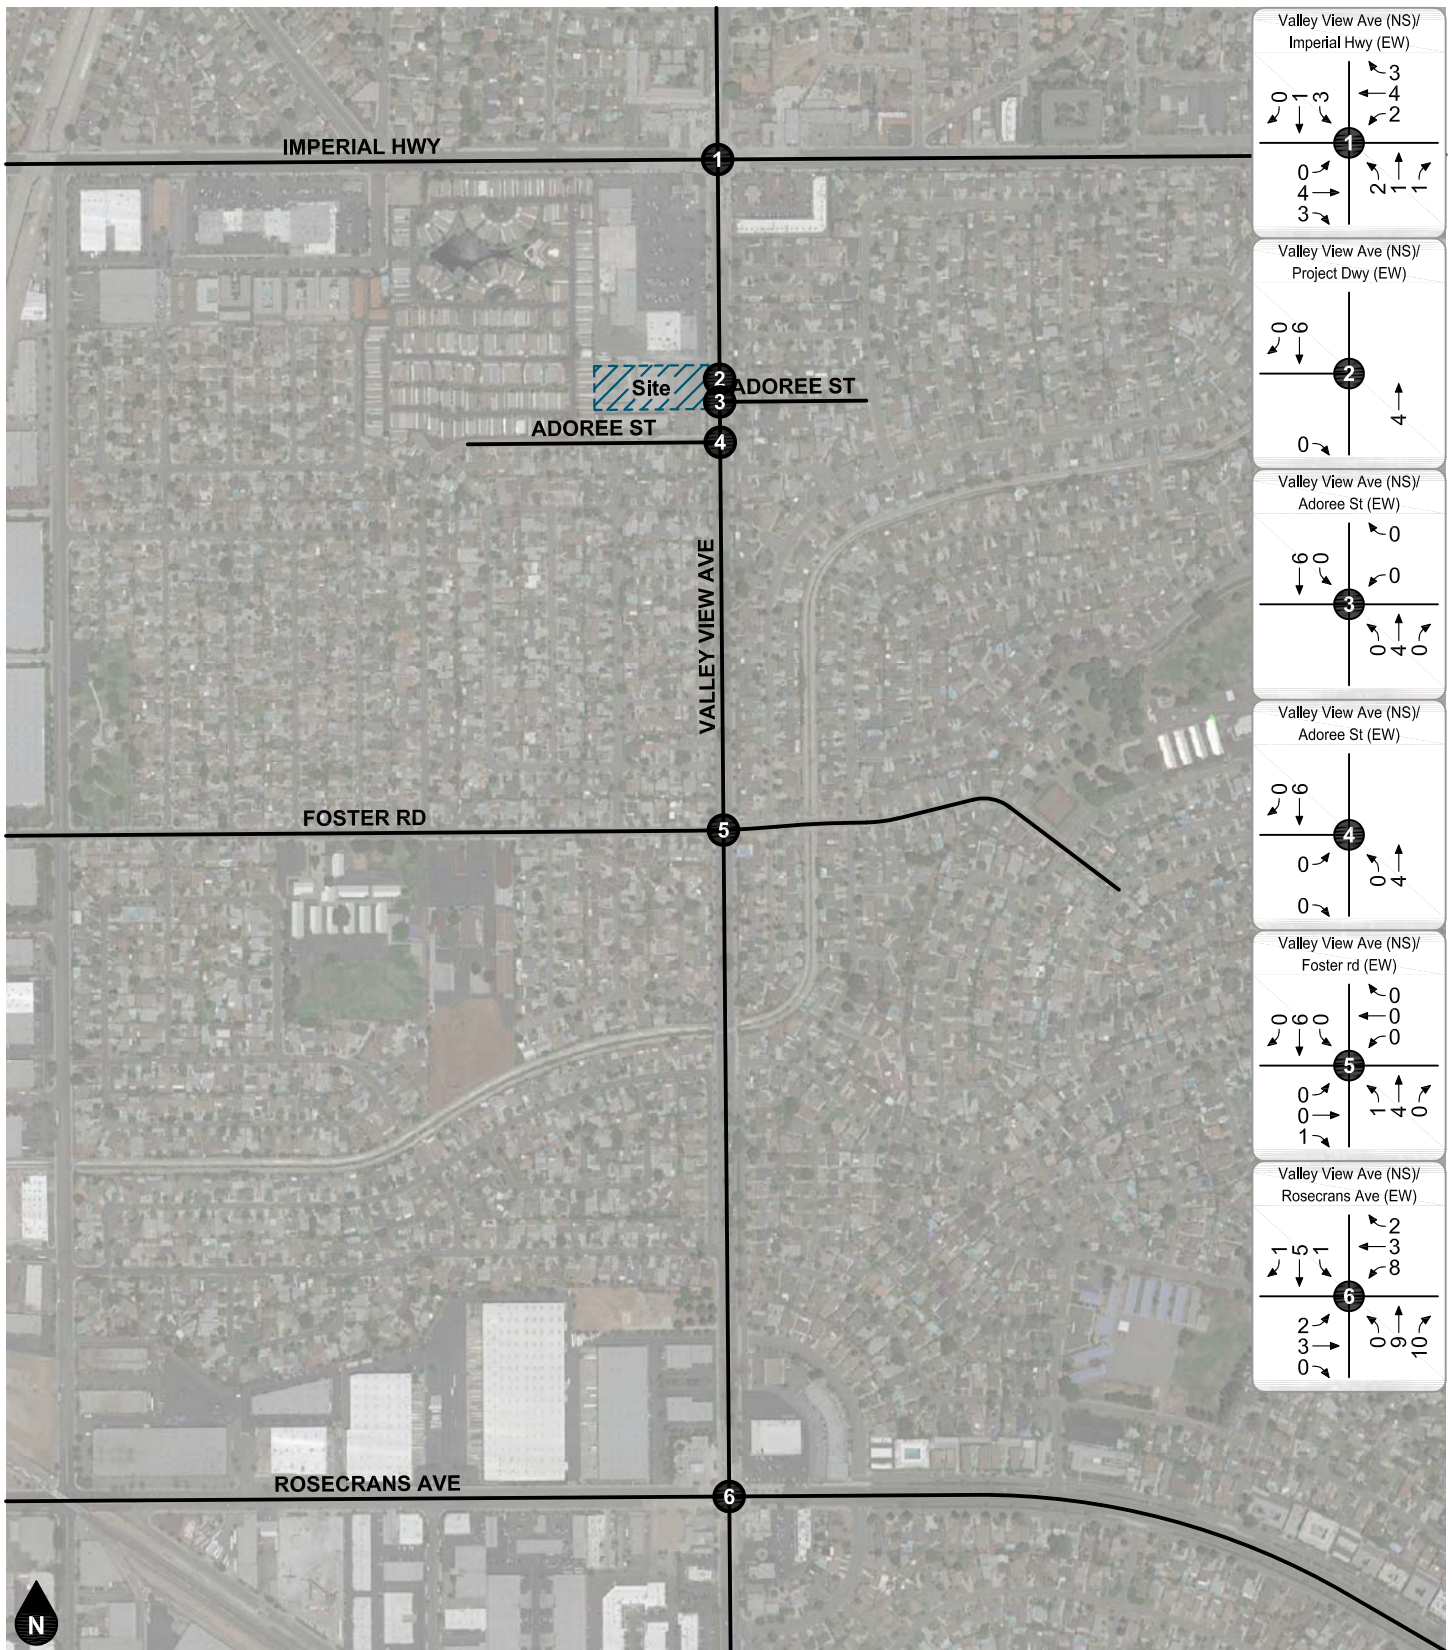 IMPERIAL HWY
1
2
Site
ADOREE ST
3
ADOREE ST
4
VALLEY VIEW AVE
FOSTER RD
5
ROSECRANS AVE
6
N
Valley View Ave (NS)/
Imperial Hwy (EW)
0 1 3
3
4
2
1
0
4
3
2 1 1
Valley View Ave (NS)/
Project Dwy (EW)
0 6
2
4
0
Valley View Ave (NS)/
Adoree St (EW)
6 0
0
0
3
0 4 0
Valley View Ave (NS)/
Adoree St (EW)
0 6
4
0
0
0 4
Valley View Ave (NS)/
Foster rd (EW)
0 6 0
0
0
0
5
0
0
1
1 4 0
Valley View Ave (NS)/
Rosecrans Ave (EW)
1 5 1
2
3
8
6
2
3
0
0 9 10